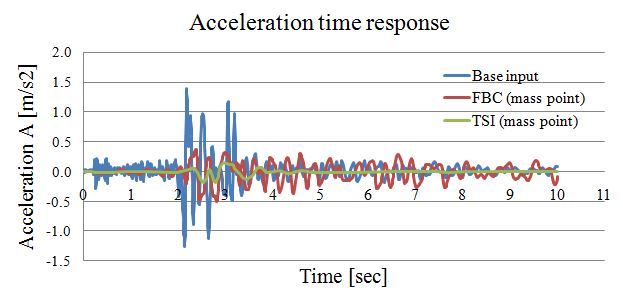 Acceleration time response
Acceleration A [m/s2]
2.0
1.5
1.0
0.5
0.0
-0.5
-1.0
-1.5
Base input
FBC (mass point)
TSI (mass point)
0 1 2 3 4 5 6 7 8 9 10 11
Time [sec]